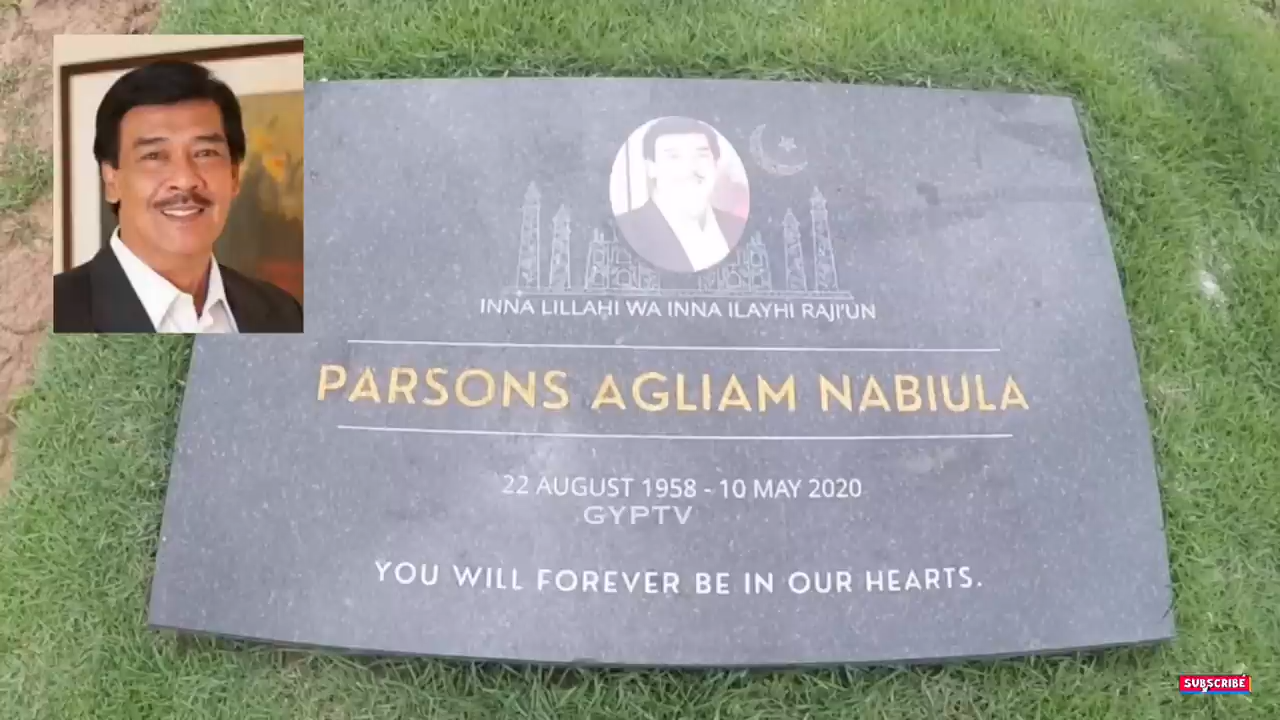 INNA LILLAHI WA INNA ILAYHI RAJI'UN
PARSONS AGLIAM NABIULA
22 AUGUST 1958 - 10 MAY 2020
GYPTV
YOU WILL FOREVER BE IN OUR HEARTS.
SUBSCRIBE